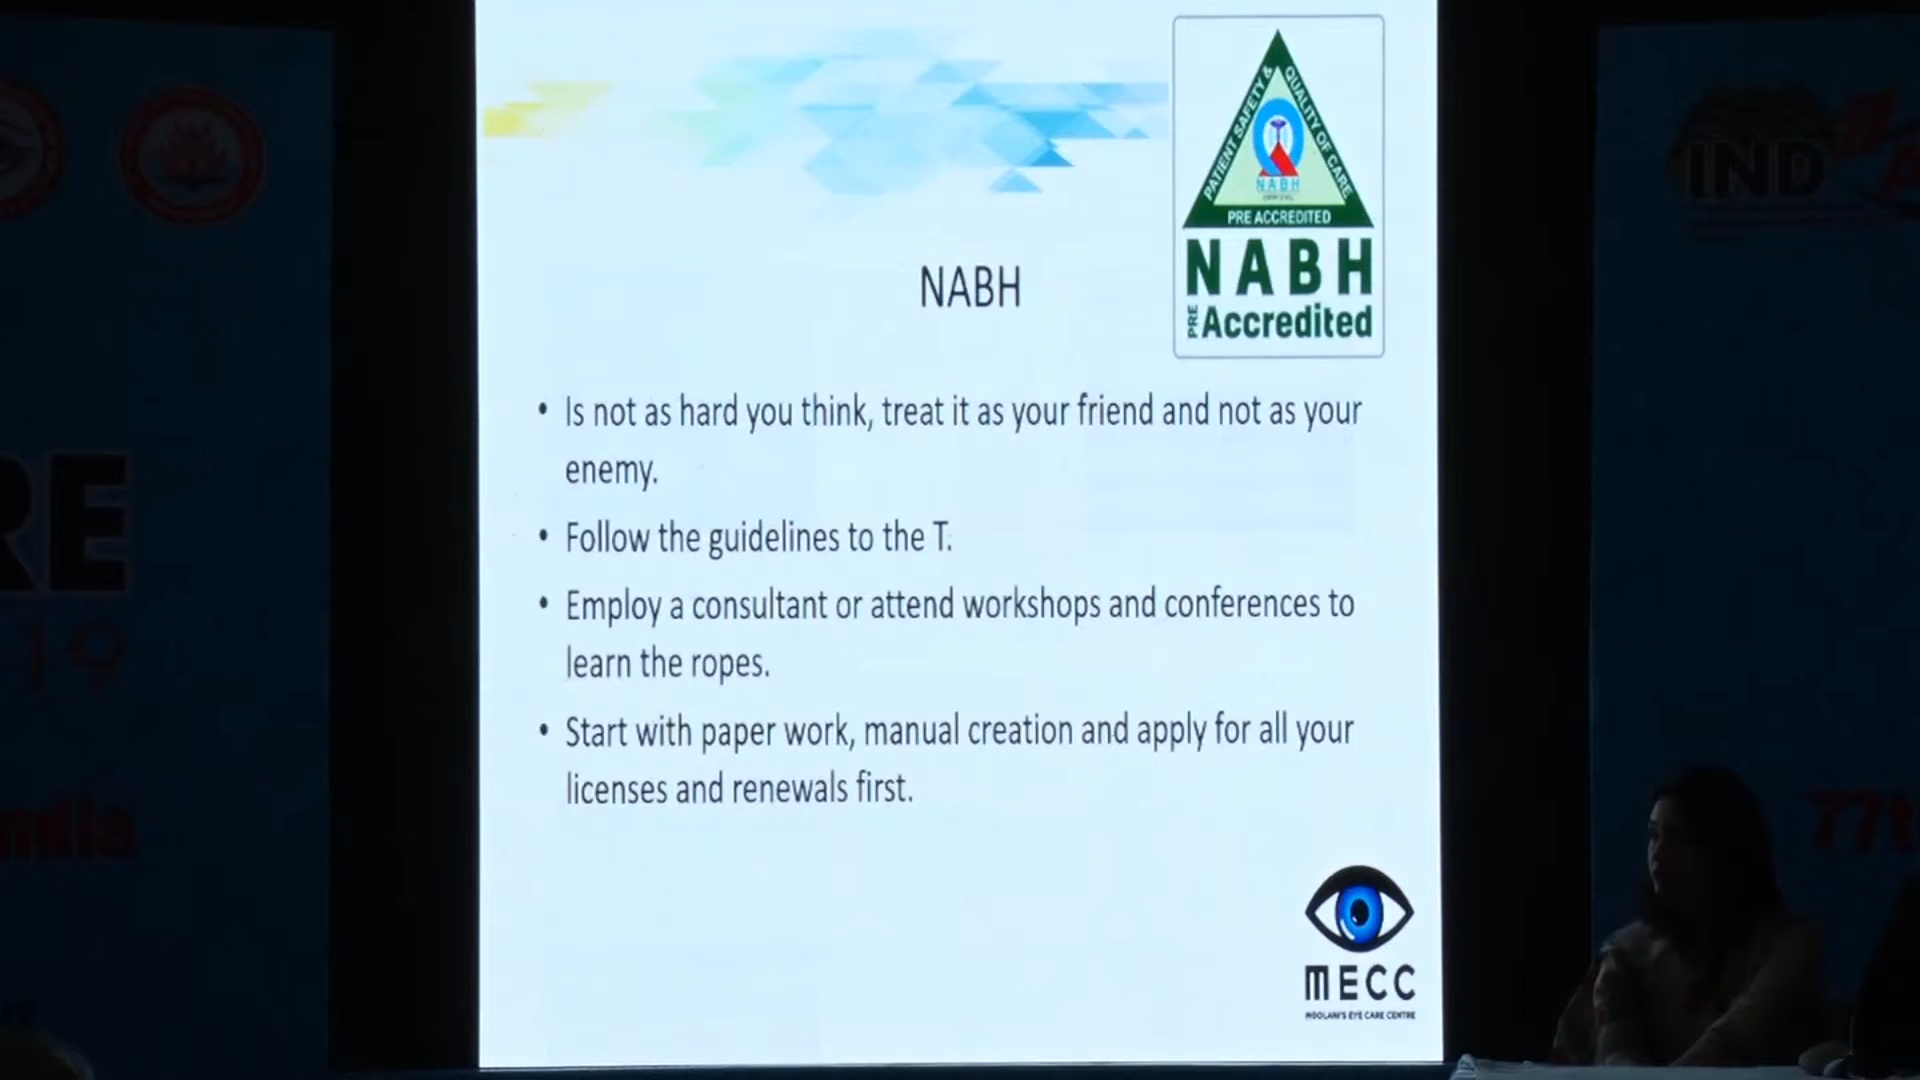 PATIENT SAFETY & QUALITY OF CARE
NABH
PRE ACCREDITED
NABH
PRE Accredited
NABH
• Is not as hard you think, treat it as your friend and not as your
enemy.
• Follow the guidelines to the T.
• Employ a consultant or attend workshops and conferences to
learn the ropes.
• Start with paper work, manual creation and apply for all your
licenses and renewals first.
MECC
MOOLANI'S EYE CARE CENTRE
RE
19
India
IND
77t